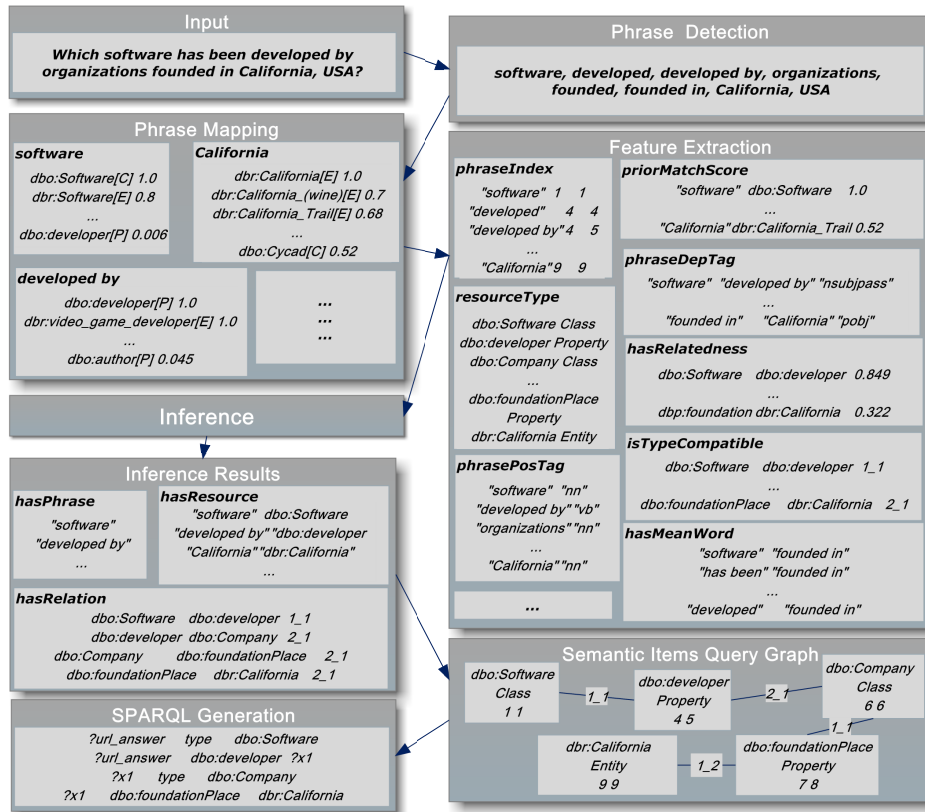 Input
Which software has been developed by
organizations founded in California, USA?
Phrase Detection
software, developed, developed by, organizations,
founded, founded in, California, USA
Phrase Mapping
software
dbo:Software[C] 1.0
dbr:Software[E] 0.8
...
dbo:developer[P] 0.006
California
dbr:California[E] 1.0
dbr:California_(wine)[E] 0.7
dbr:California_Trail[E] 0.68
...
dbo:Cycad[C] 0.52
developed by
dbo:developer[P] 1.0
dbr:video_game_developer[E] 1.0
...
dbo:author[P] 0.045
...
...
...
Feature Extraction
phraseIndex
"software" 1 1
"developed" 4 4
"developed by" 4 5
...
"California" 9 9
resourceType
dbo:Software Class
dbo:developer Property
dbo:Company Class
...
dbo:foundationPlace
Property
dbr:California Entity
phrasePosTag
"software" "nn"
"developed by" "vb"
"organizations" "nn"
...
"California" "nn"
...
priorMatchScore
"software" dbo:Software 1.0
...
"California" dbr:California_Trail 0.52
phraseDepTag
"software" "developed by" "nsubjpass"
...
"founded in" "California" "pobj"
hasRelatedness
dbo:Software dbo:developer 0.849
...
dbp:foundation dbr:California 0.322
isTypeCompatible
dbo:Software dbo:developer 1_1
...
dbo:foundationPlace dbr:California 2_1
hasMeanWord
"software" "founded in"
"has been" "founded in"
...
"developed" "founded in"
Inference
Inference Results
hasPhrase
"software"
"developed by"
...
hasResource
"software" dbo:Software
"developed by" "dbo:developer
"California" "dbr:California"
...
hasRelation
dbo:Software dbo:developer 1_1
dbo:developer dbo:Company 2_1
dbo:Company dbo:foundationPlace 2_1
dbo:foundationPlace dbr:California 2_1
Semantic Items Query Graph
dbo:Software
Class
1 1
1_1
dbo:developer
Property
4 5
2_1
dbo:Company
Class
6 6
1_1
dbr:California
Entity
9 9
1_2
dbo:foundationPlace
Property
7 8
SPARQL Generation
?url_answer type dbo:Software
?url_answer dbo:developer ?x1
?x1 type dbo:Company
?x1 dbo:foundationPlace dbr:California